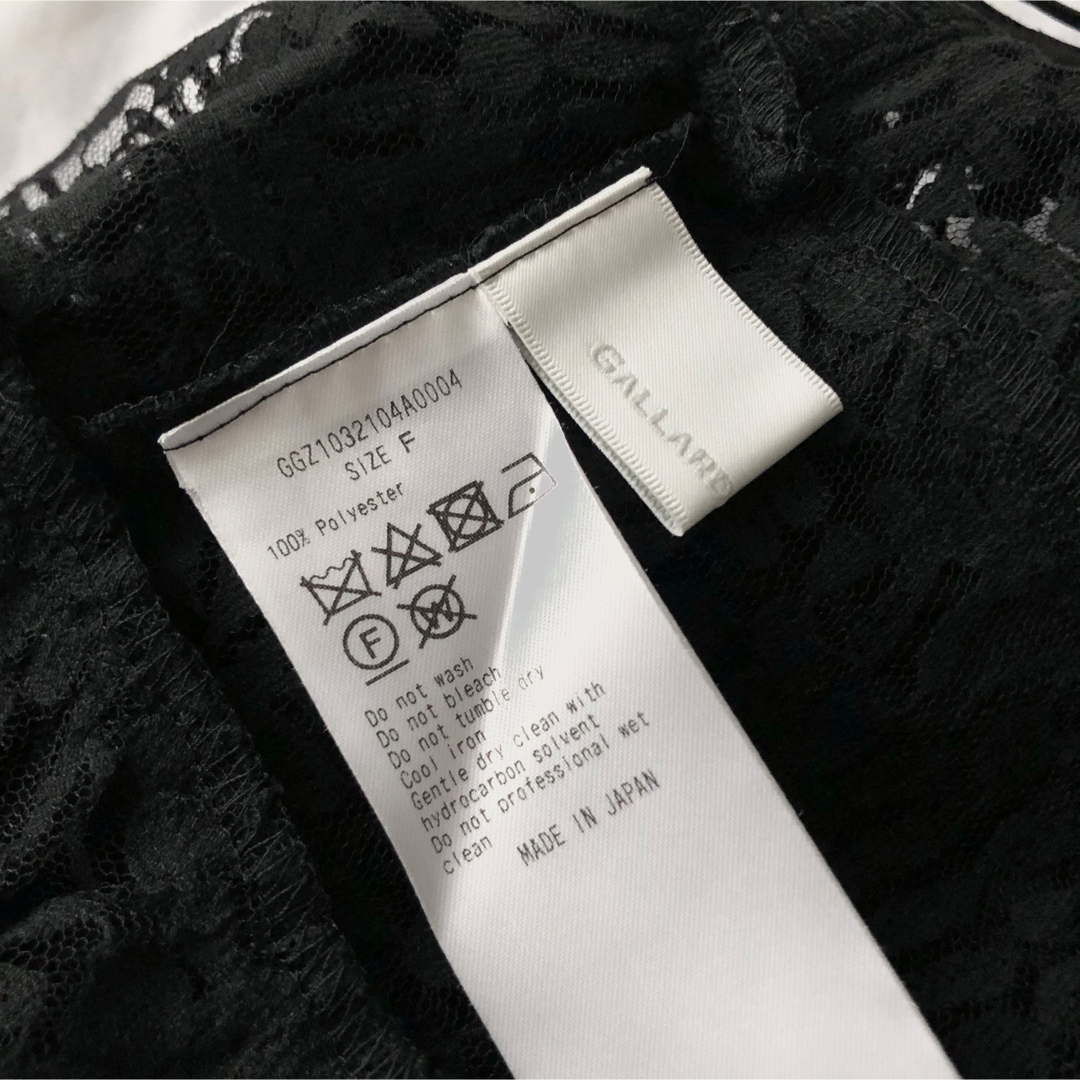 GGZ1032104A0004
SIZE F
100% Polyester
F
W
Do not wash
Do not bleach
Do not tumble dry
Cool iron
Gentle dry clean with
hydrocarbon solvent
Do not professional wet
clean
MADE IN JAPAN